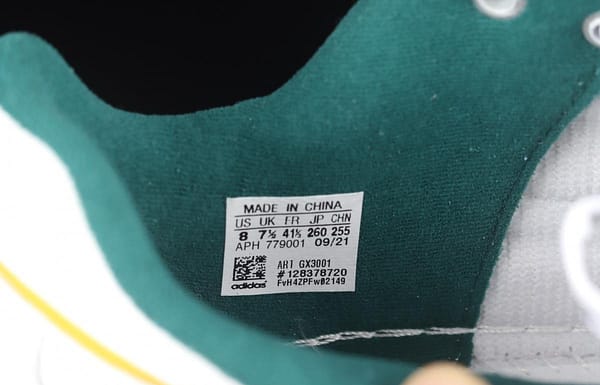 MADE IN CHINA
US UK FR JP CHN
8 7½ 41⅓ 260 255
APH 779001 09/21
ART GX3001
#128378720
adidas FvH4ZPFwB2149